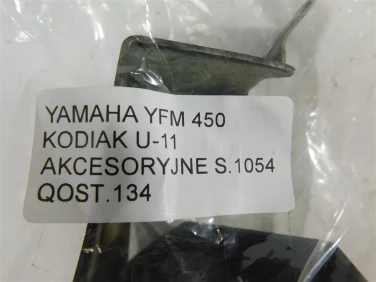 YAMAHA YFM 450
KODIAK U-11
AKCESORYJNE S.1054
QOST.134